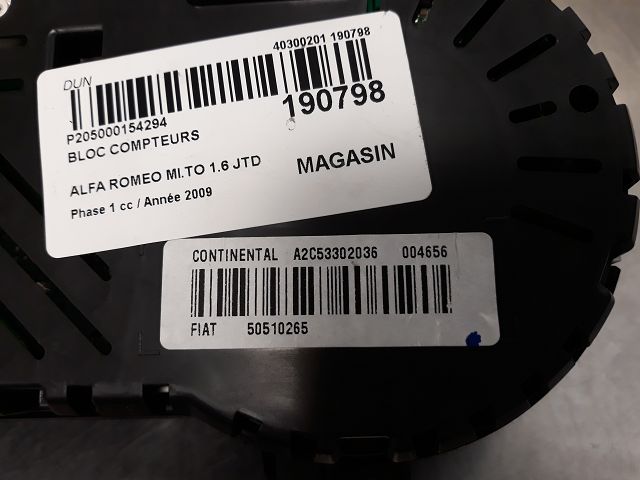 DUN
40300201 190798
P205000154294
190798
BLOC COMPTEURS
ALFA ROMEO MI.TO 1.6 JTD
MAGASIN
Phase 1 cc / Année 2009
CONTINENTAL A2C53302036 004656
FIAT 50510265